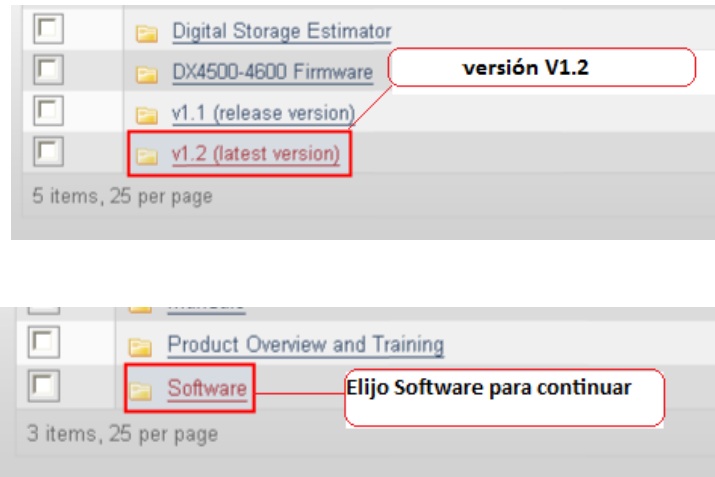 Digital Storage Estimator
DX4500-4600 Firmware
versión V1.2
v1.1 (release version)
v1.2 (latest version)
5 items, 25 per page
Product Overview and Training
Software
Elijo Software para continuar
3 items, 25 per page